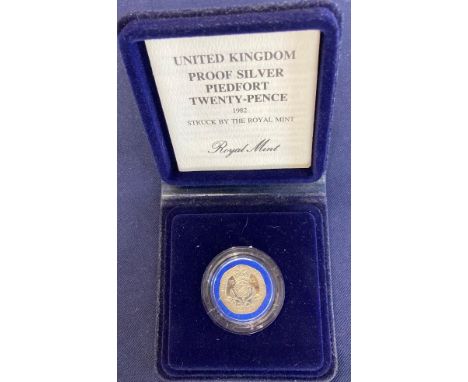 UNITED KINGDOM
PROOF SILVER
PIEDFORT
TWENTY-PENCE
1982
STRUCK BY THE ROYAL MINT
Royal Mint